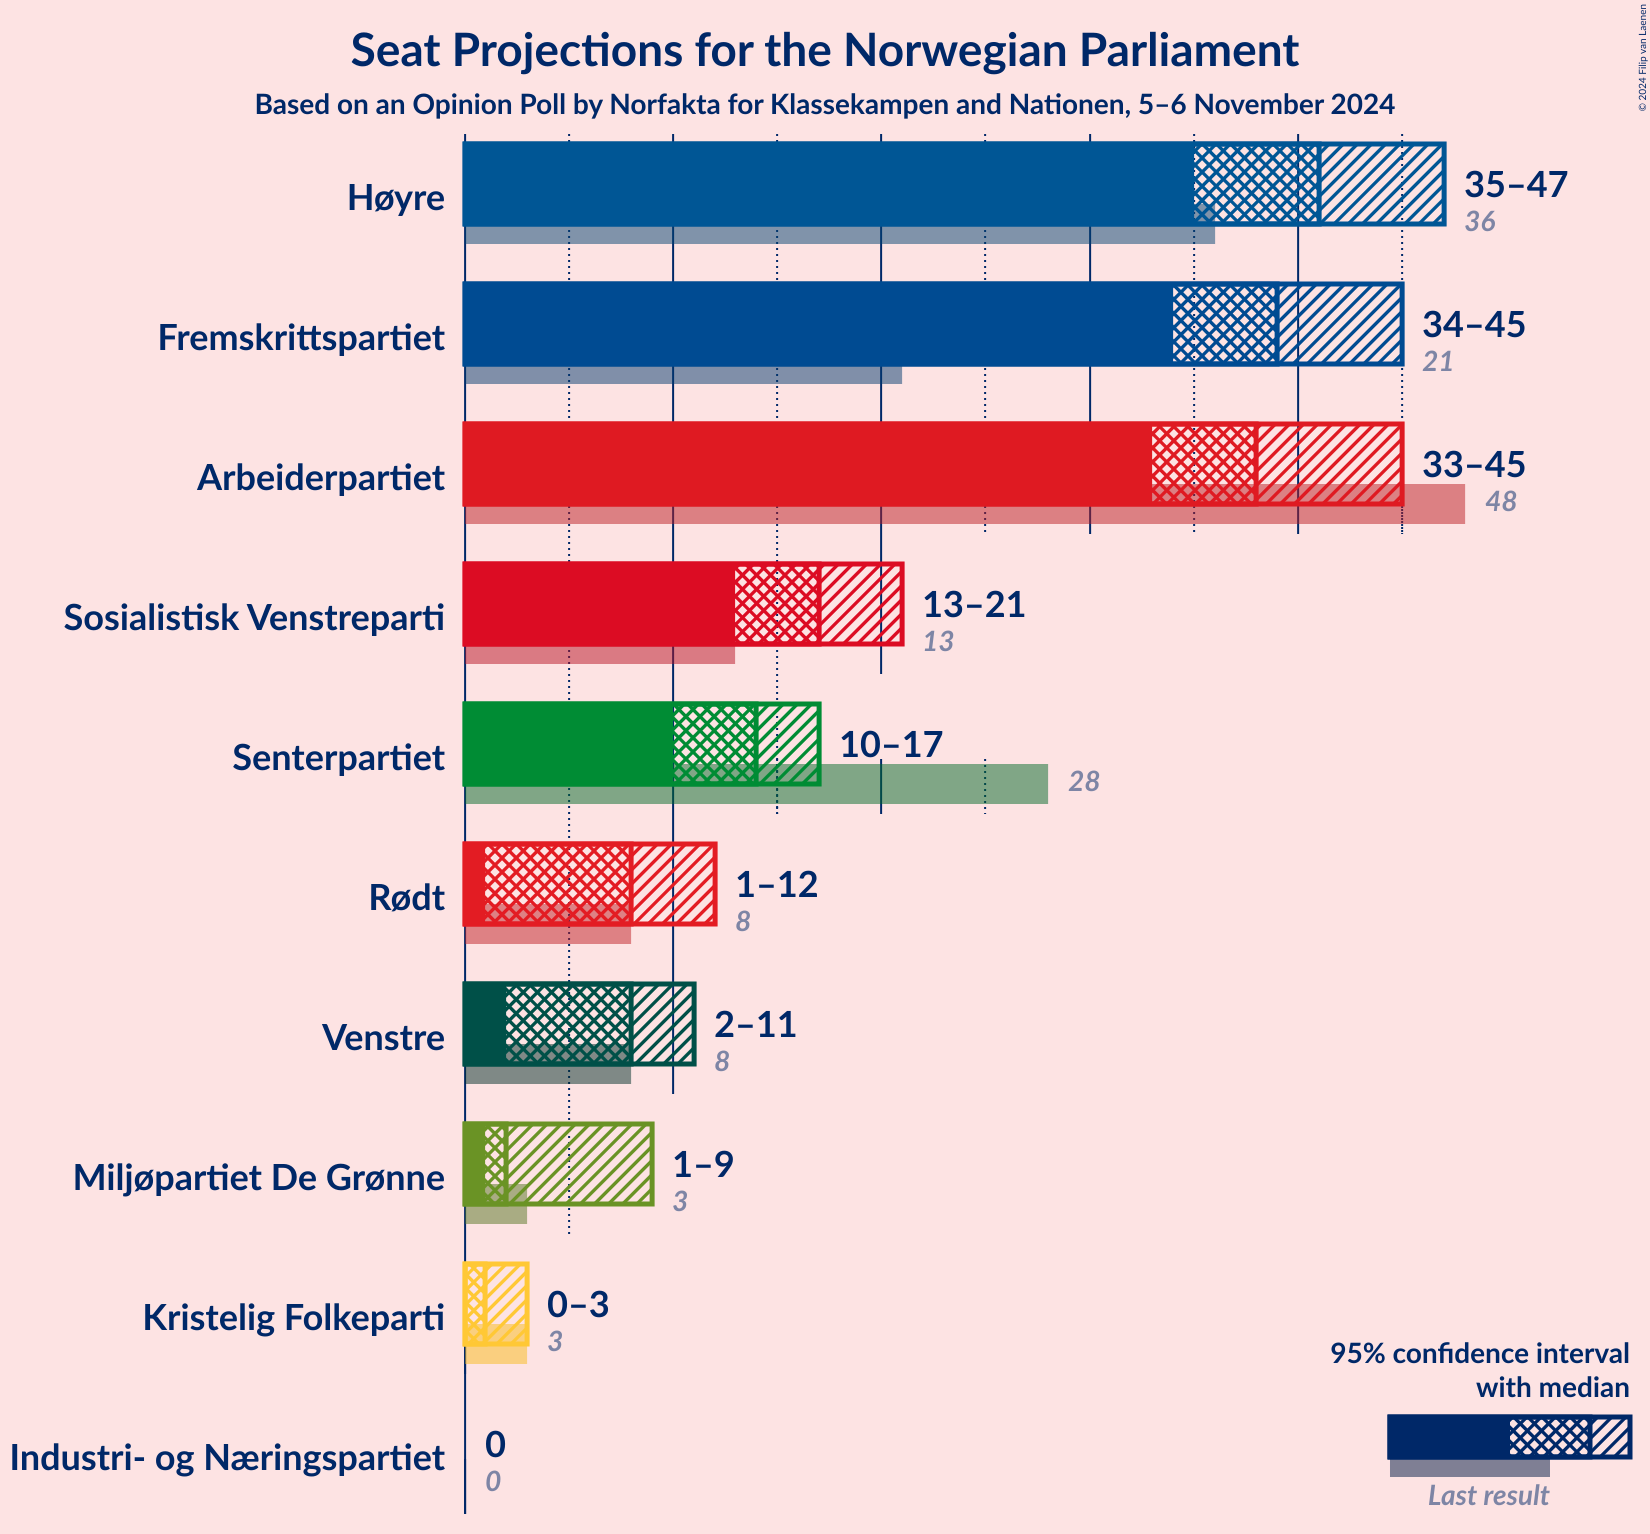 Seat Projections for the Norwegian Parliament
Based on an Opinion Poll by Norfakta for Klassekampen and Nationen, 5–6 November 2024
© 2024 Filip van Laenen
Høyre
35–47
36
Fremskrittspartiet
34–45
21
Arbeiderpartiet
33–45
48
Sosialistisk Venstreparti
13–21
13
Senterpartiet
10–17
28
Rødt
1–12
8
Venstre
2–11
8
Miljøpartiet De Grønne
1–9
3
Kristelig Folkeparti
0–3
3
Industri- og Næringspartiet
0
0
95% confidence interval
with median
Last result